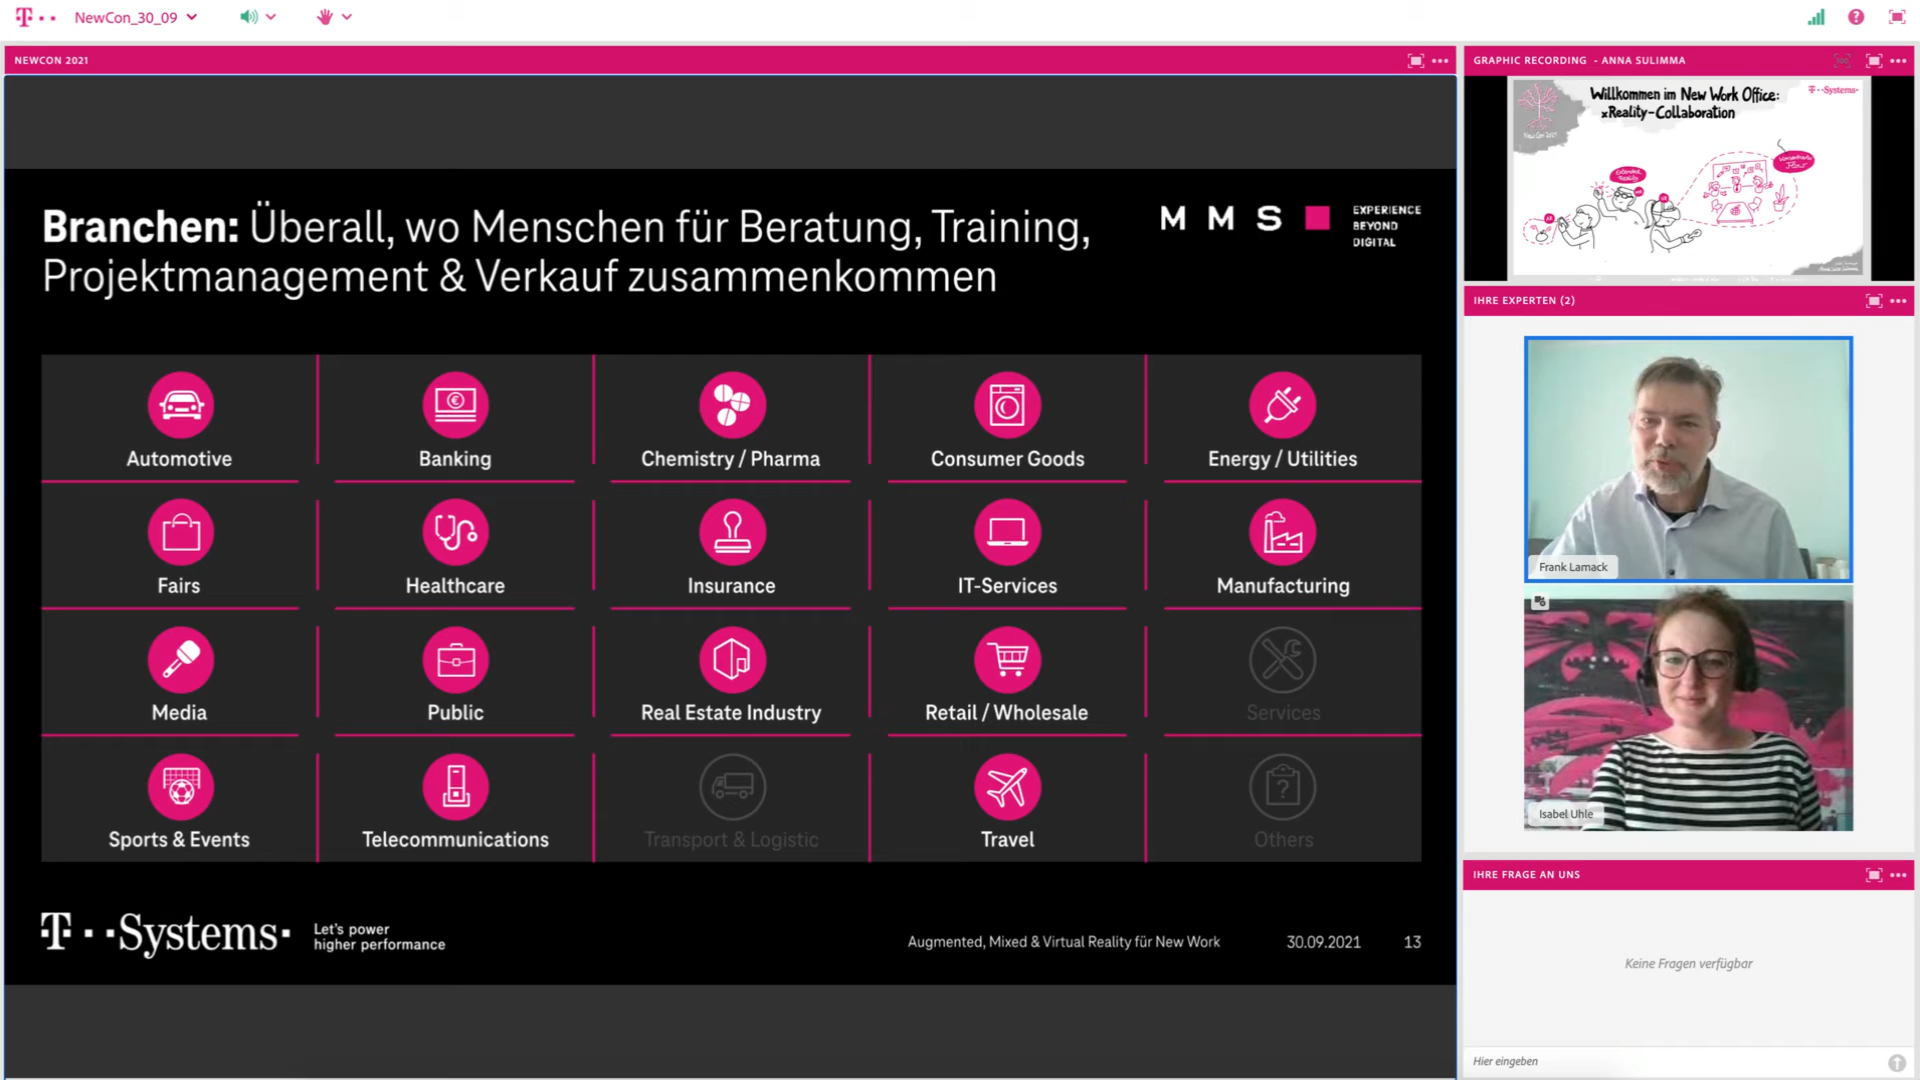 T··
NewCon_30_09
NEWCON 2021
Branchen: Überall, wo Menschen für Beratung, Training,
Projektmanagement & Verkauf zusammenkommen
MMS
EXPERIENCE
BEYOND
DIGITAL
Automotive
Banking
Chemistry / Pharma
Consumer Goods
Energy / Utilities
Fairs
Healthcare
Insurance
IT-Services
Manufacturing
Media
Public
Real Estate Industry
Retail / Wholesale
Services
Sports & Events
Telecommunications
Transport & Logistic
Travel
?
Others
T··Systems·
Let's power
higher performance
Augmented, Mixed & Virtual Reality für New Work
30.09.2021
13
GRAPHIC RECORDING - ANNA SULIMMA
Willkommen im New Work Office:
xReality-Collaboration
T··Systems·
IHRE EXPERTEN (2)
Frank Lamack
Isabel Uhle
IHRE FRAGE AN UNS
Keine Fragen verfügbar
Hier eingeben